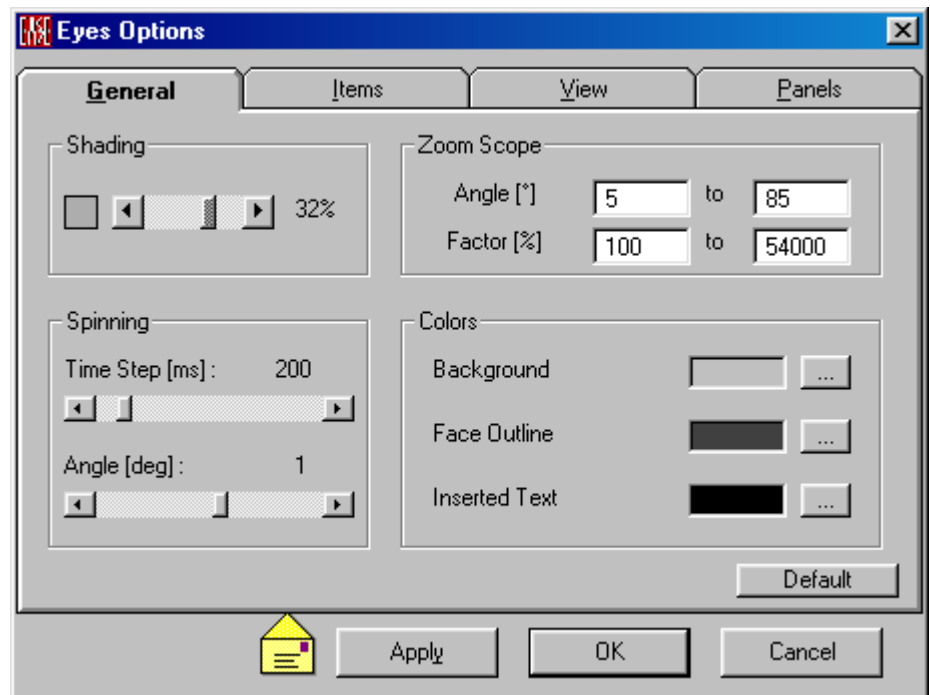 EASE Eyes Options
General Items View Panels
Shading
32%
Zoom Scope
Angle [°] 5 to 85
Factor [%] 100 to 54000
Spinning
Time Step [ms] : 200
Angle [deg] : 1
Colors
Background ...
Face Outline ...
Inserted Text ...
Default
Apply OK Cancel